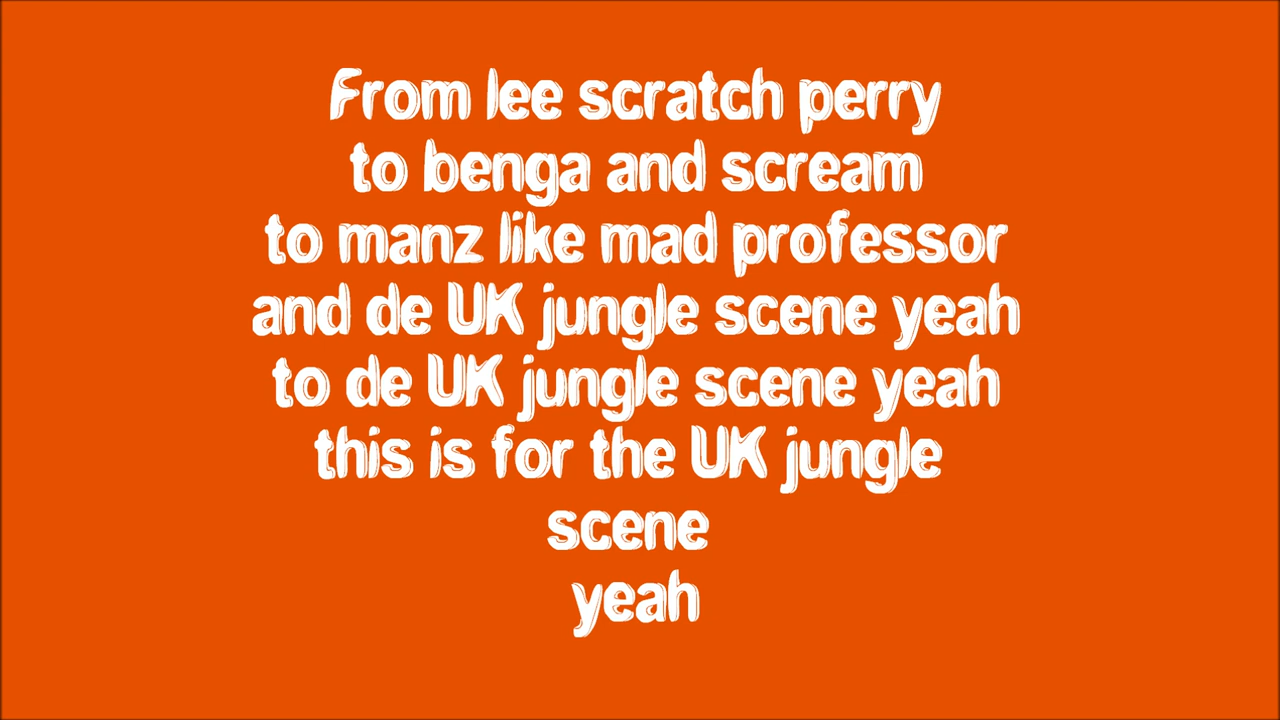 From lee scratch perry
to benga and scream
to manz like mad professor
and de UK jungle scene yeah
to de UK jungle scene yeah
this is for the UK jungle
scene
yeah